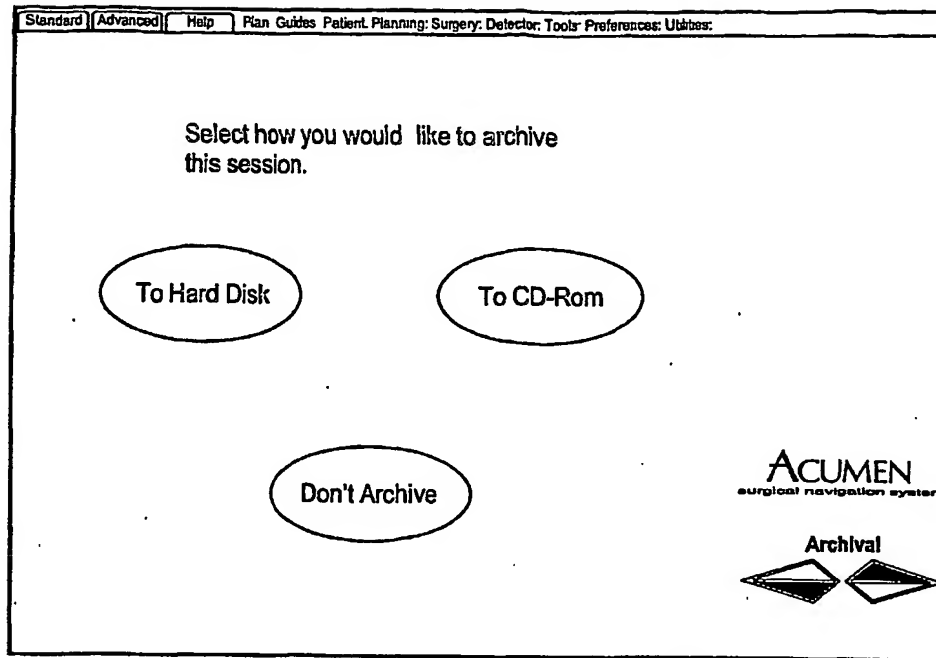 Standard Advanced Help Plan Guides Patient. Planning: Surgery: Detector: Tools Preferences: Utilities:
Select how you would like to archive
this session.
To Hard Disk To CD-Rom
Don't Archive
ACUMEN
surgical navigation system
Archival